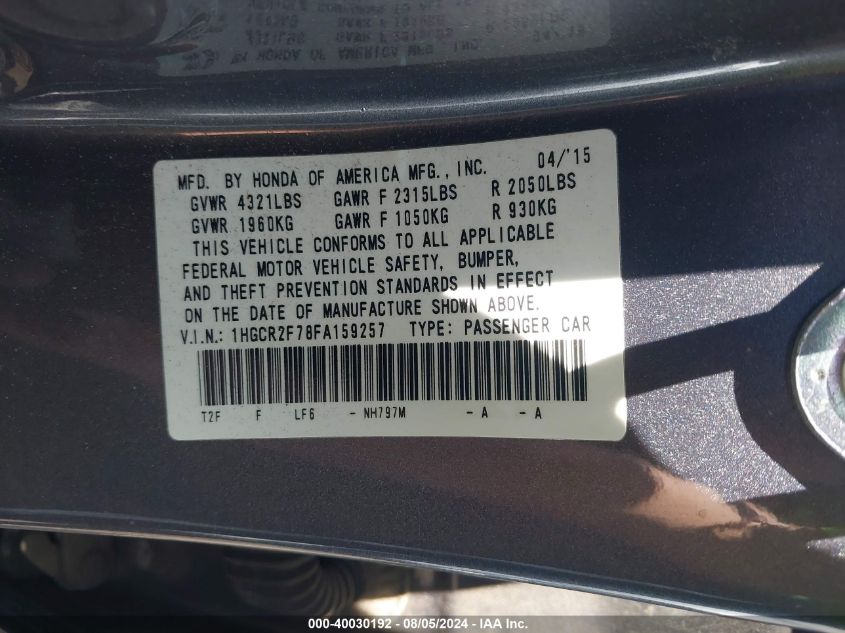 MFD. BY HONDA OF AMERICA MFG., INC. 04/'15
GVWR 4321LBS GAWR F 2315LBS R 2050LBS
GVWR 1960KG GAWR F 1050KG R 930KG
THIS VEHICLE CONFORMS TO ALL APPLICABLE
FEDERAL MOTOR VEHICLE SAFETY, BUMPER,
AND THEFT PREVENTION STANDARDS IN EFFECT
ON THE DATE OF MANUFACTURE SHOWN ABOVE.
V.I.N.: 1HGCR2F78FA159257 TYPE: PASSENGER CAR
T2F F LF6 - NH797M - A - A
000-40030192 - 08/05/2024 - IAA Inc.